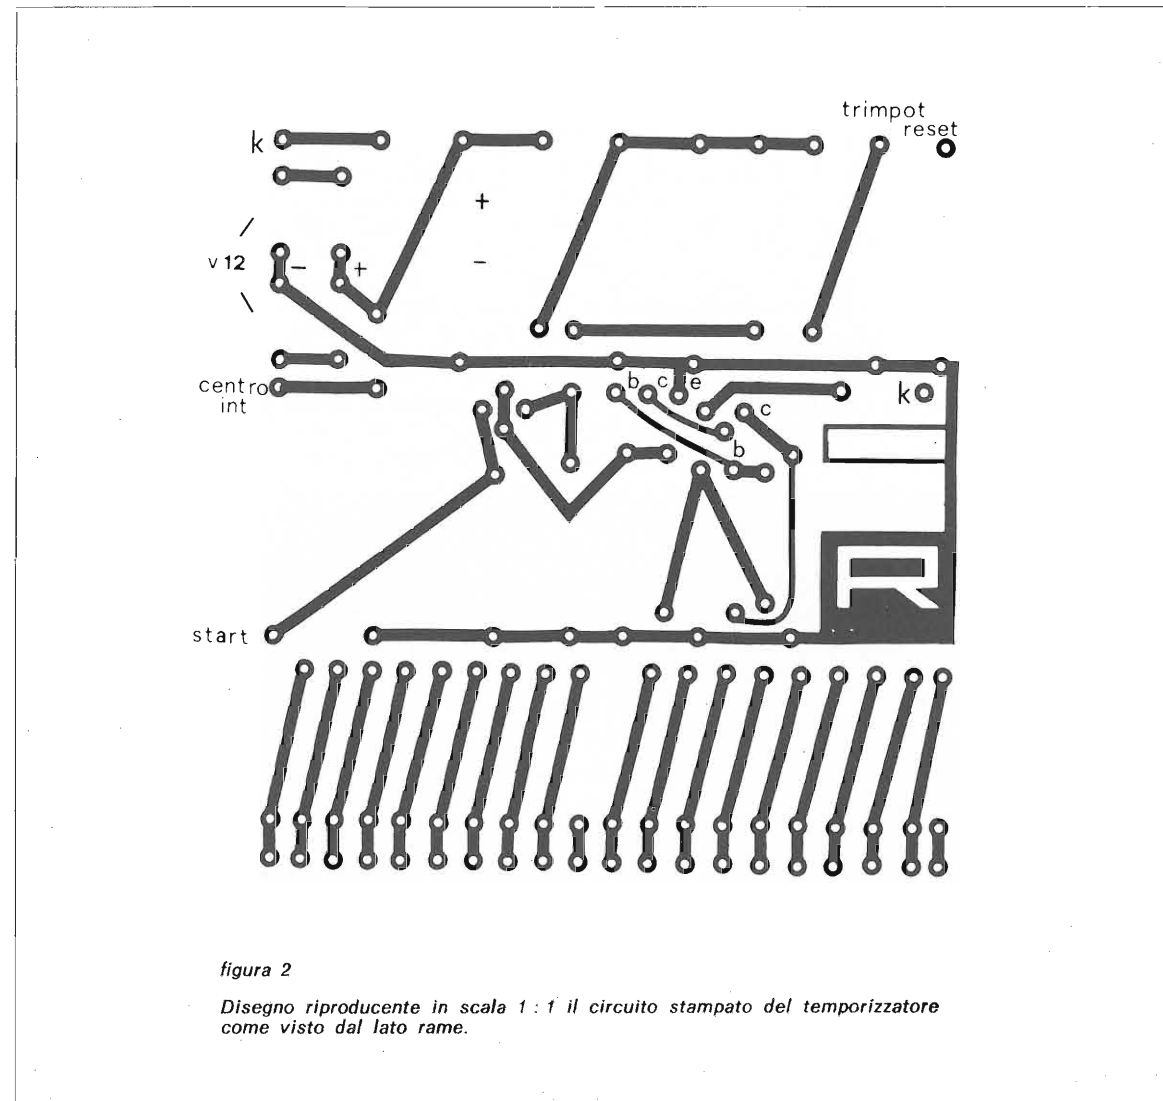 trimpot
reset
k
+
v 12
− +
−
centro
int
b c e
k
c
b
R
start
figura 2
Disegno riproducente in scala 1 : 1 il circuito stampato del temporizzatore
come visto dal lato rame.